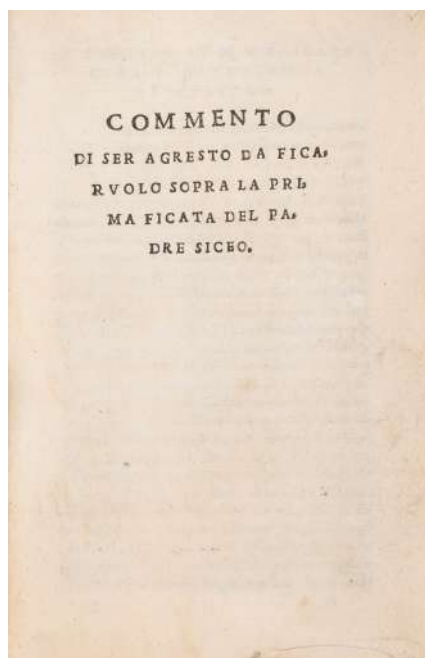 COMMENTO
DI SER AGRESTO DA FICA,
RVOLO SOPRA LA PRI,
MA FICATA DEL PA,
DRE SICEO.